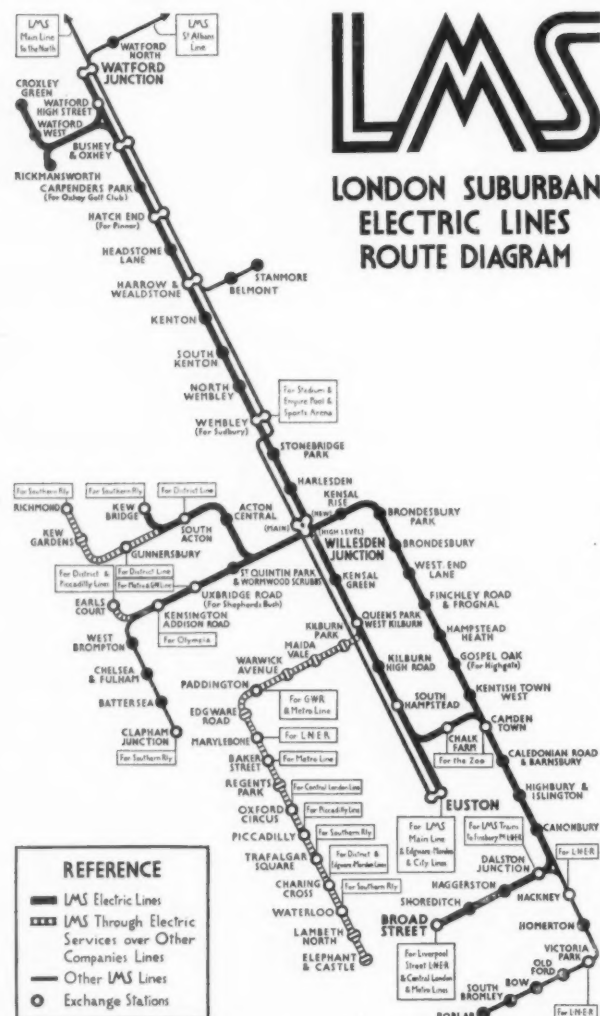 LMS
LONDON SUBURBAN
ELECTRIC LINES
ROUTE DIAGRAM
LMS
Main Line
to the North
LMS
St Albans
Line
WATFORD
NORTH
WATFORD
JUNCTION
CROXLEY
GREEN
WATFORD
HIGH STREET
WATFORD
WEST
BUSHEY
& OXHEY
RICKMANSWORTH
CARPENDERS PARK
(For Oxhey Golf Club)
HATCH END
(For Pinner)
HEADSTONE
LANE
STANMORE
BELMONT
HARROW &
WEALDSTONE
KENTON
SOUTH
KENTON
NORTH
WEMBLEY
For Stadium &
Empire Pool &
Sports Arena
WEMBLEY
(For Sudbury)
STONEBRIDGE
PARK
HARLESDEN
KENSAL
RISE
(NEW)
(MAIN)
(HIGH LEVEL)
WILLESDEN
JUNCTION
BRONDESBURY
PARK
BRONDESBURY
WEST END
LANE
FINCHLEY ROAD
& FROGNAL
HAMPSTEAD
HEATH
GOSPEL OAK
(For Highgate)
KENTISH TOWN
WEST
CAMDEN
TOWN
For Southern Rly
RICHMOND
For Southern Rly
KEW
BRIDGE
For District Line
ACTON
CENTRAL
SOUTH
ACTON
KEW
GARDENS
GUNNERSBURY
For District &
Piccadilly Lines
For District Line
ST QUINTIN PARK
& WORMWOOD SCRUBBS
UXBRIDGE ROAD
(For Shepherds Bush)
EARLS
COURT
KENSINGTON
ADDISON ROAD
For Olympia
WEST
BROMPTON
CHELSEA
& FULHAM
BATTERSEA
CLAPHAM
JUNCTION
For Southern Rly
KENSAL
GREEN
QUEENS PARK
WEST KILBURN
KILBURN
PARK
KILBURN
HIGH ROAD
MAIDA
VALE
WARWICK
AVENUE
PADDINGTON
For GWR
& Metro Line
EDGWARE
ROAD
MARYLEBONE
For L·N·E·R
BAKER
STREET
For Metro Line
REGENTS
PARK
For Central London Line
OXFORD
CIRCUS
For Piccadilly Line
PICCADILLY
For Southern Rly
TRAFALGAR
SQUARE
For District &
Edgware-Morden Lines
CHARING
CROSS
For Southern Rly
WATERLOO
LAMBETH
NORTH
ELEPHANT
& CASTLE
SOUTH
HAMPSTEAD
CHALK
FARM
For the Zoo
EUSTON
For LMS
Main Line
& Edgware-Morden
& City Lines
CALEDONIAN ROAD
& BARNSBURY
HIGHBURY &
ISLINGTON
CANONBURY
For LMS Trains
For L·N·E·R
DALSTON
JUNCTION
HAGGERSTON
SHOREDITCH
BROAD
STREET
For Liverpool
Street L·N·E·R
& Central London
& Metro Lines
HACKNEY
HOMERTON
VICTORIA
PARK
OLD
FORD
BOW
SOUTH
BROMLEY
POPLAR
For L·N·E·R
REFERENCE
LMS Electric Lines
LMS Through Electric
Services over Other
Companies Lines
Other LMS Lines
Exchange Stations